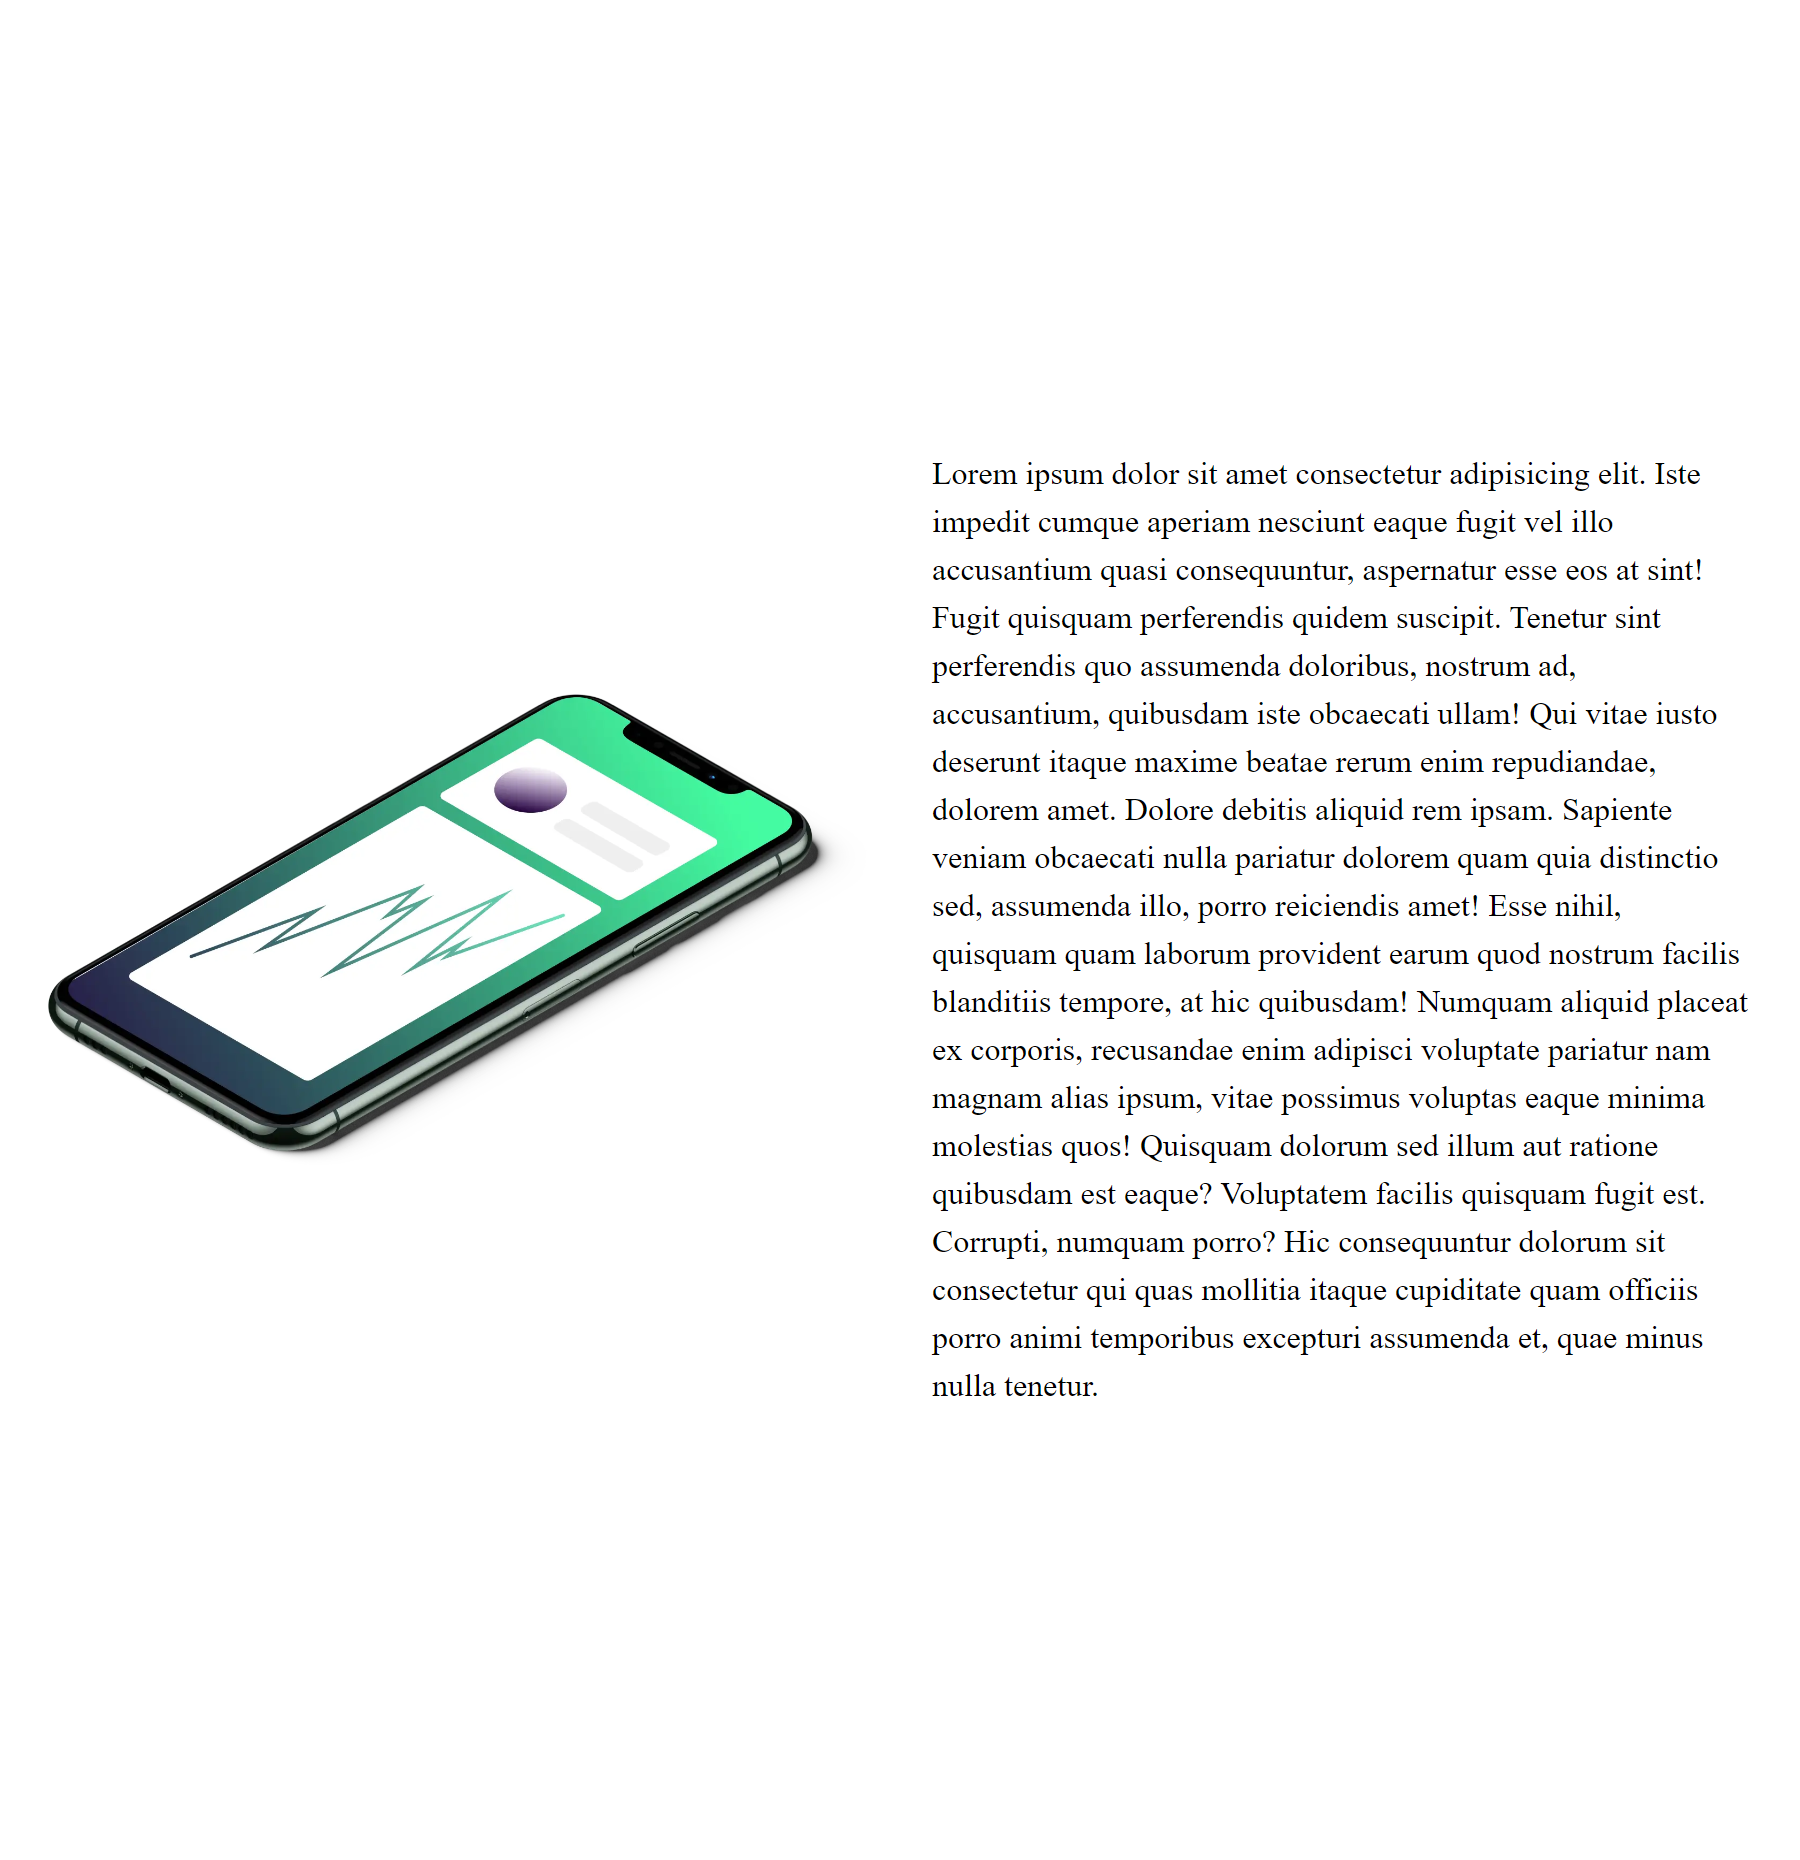 Lorem ipsum dolor sit amet consectetur adipisicing elit. Iste
impedit cumque aperiam nesciunt eaque fugit vel illo
accusantium quasi consequuntur, aspernatur esse eos at sint!
Fugit quisquam perferendis quidem suscipit. Tenetur sint
perferendis quo assumenda doloribus, nostrum ad,
accusantium, quibusdam iste obcaecati ullam! Qui vitae iusto
deserunt itaque maxime beatae rerum enim repudiandae,
dolorem amet. Dolore debitis aliquid rem ipsam. Sapiente
veniam obcaecati nulla pariatur dolorem quam quia distinctio
sed, assumenda illo, porro reiciendis amet! Esse nihil,
quisquam quam laborum provident earum quod nostrum facilis
blanditiis tempore, at hic quibusdam! Numquam aliquid placeat
ex corporis, recusandae enim adipisci voluptate pariatur nam
magnam alias ipsum, vitae possimus voluptas eaque minima
molestias quos! Quisquam dolorum sed illum aut ratione
quibusdam est eaque? Voluptatem facilis quisquam fugit est.
Corrupti, numquam porro? Hic consequuntur dolorum sit
consectetur qui quas mollitia itaque cupiditate quam officiis
porro animi temporibus excepturi assumenda et, quae minus
nulla tenetur.